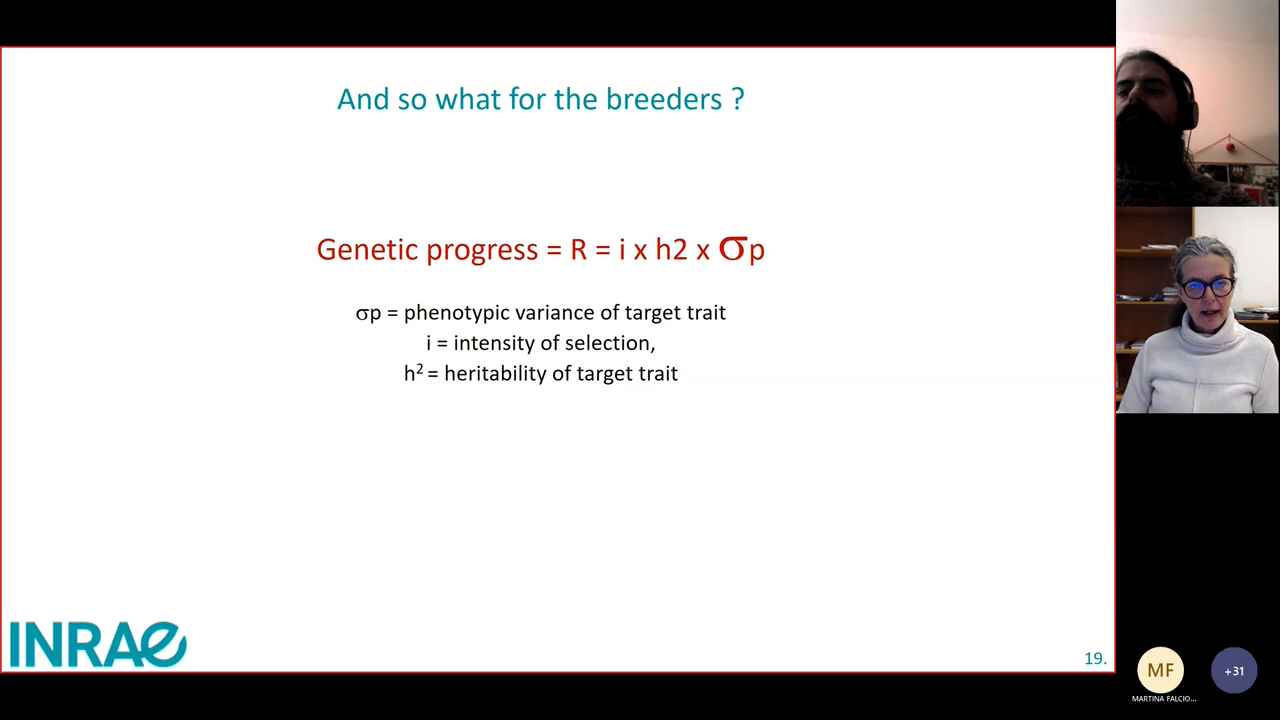 And so what for the breeders ?
Genetic progress = R = i x h2 x σp
σp = phenotypic variance of target trait
i = intensity of selection,
h² = heritability of target trait
INRAE
19.
MF
+31
MARTINA FALCIO...